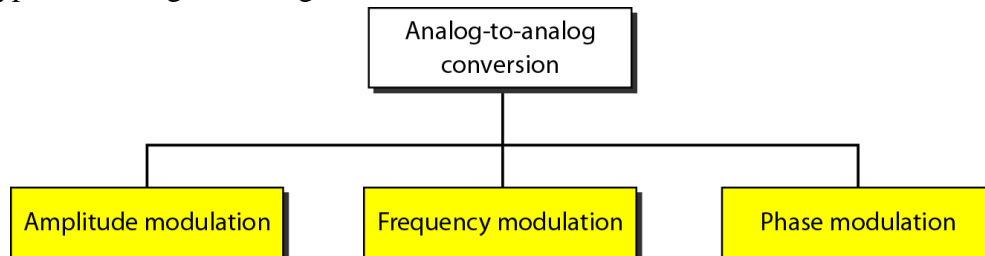 Analog-to-analog
conversion
Amplitude modulation
Frequency modulation
Phase modulation